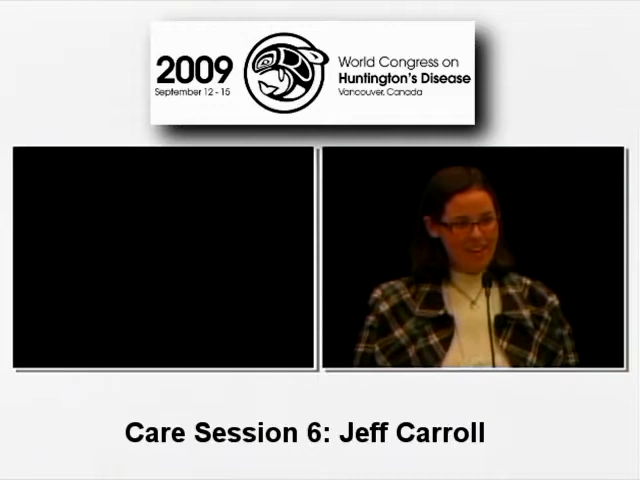 2009
September 12 - 15
World Congress on
Huntington's Disease
Vancouver, Canada
Care Session 6: Jeff Carroll